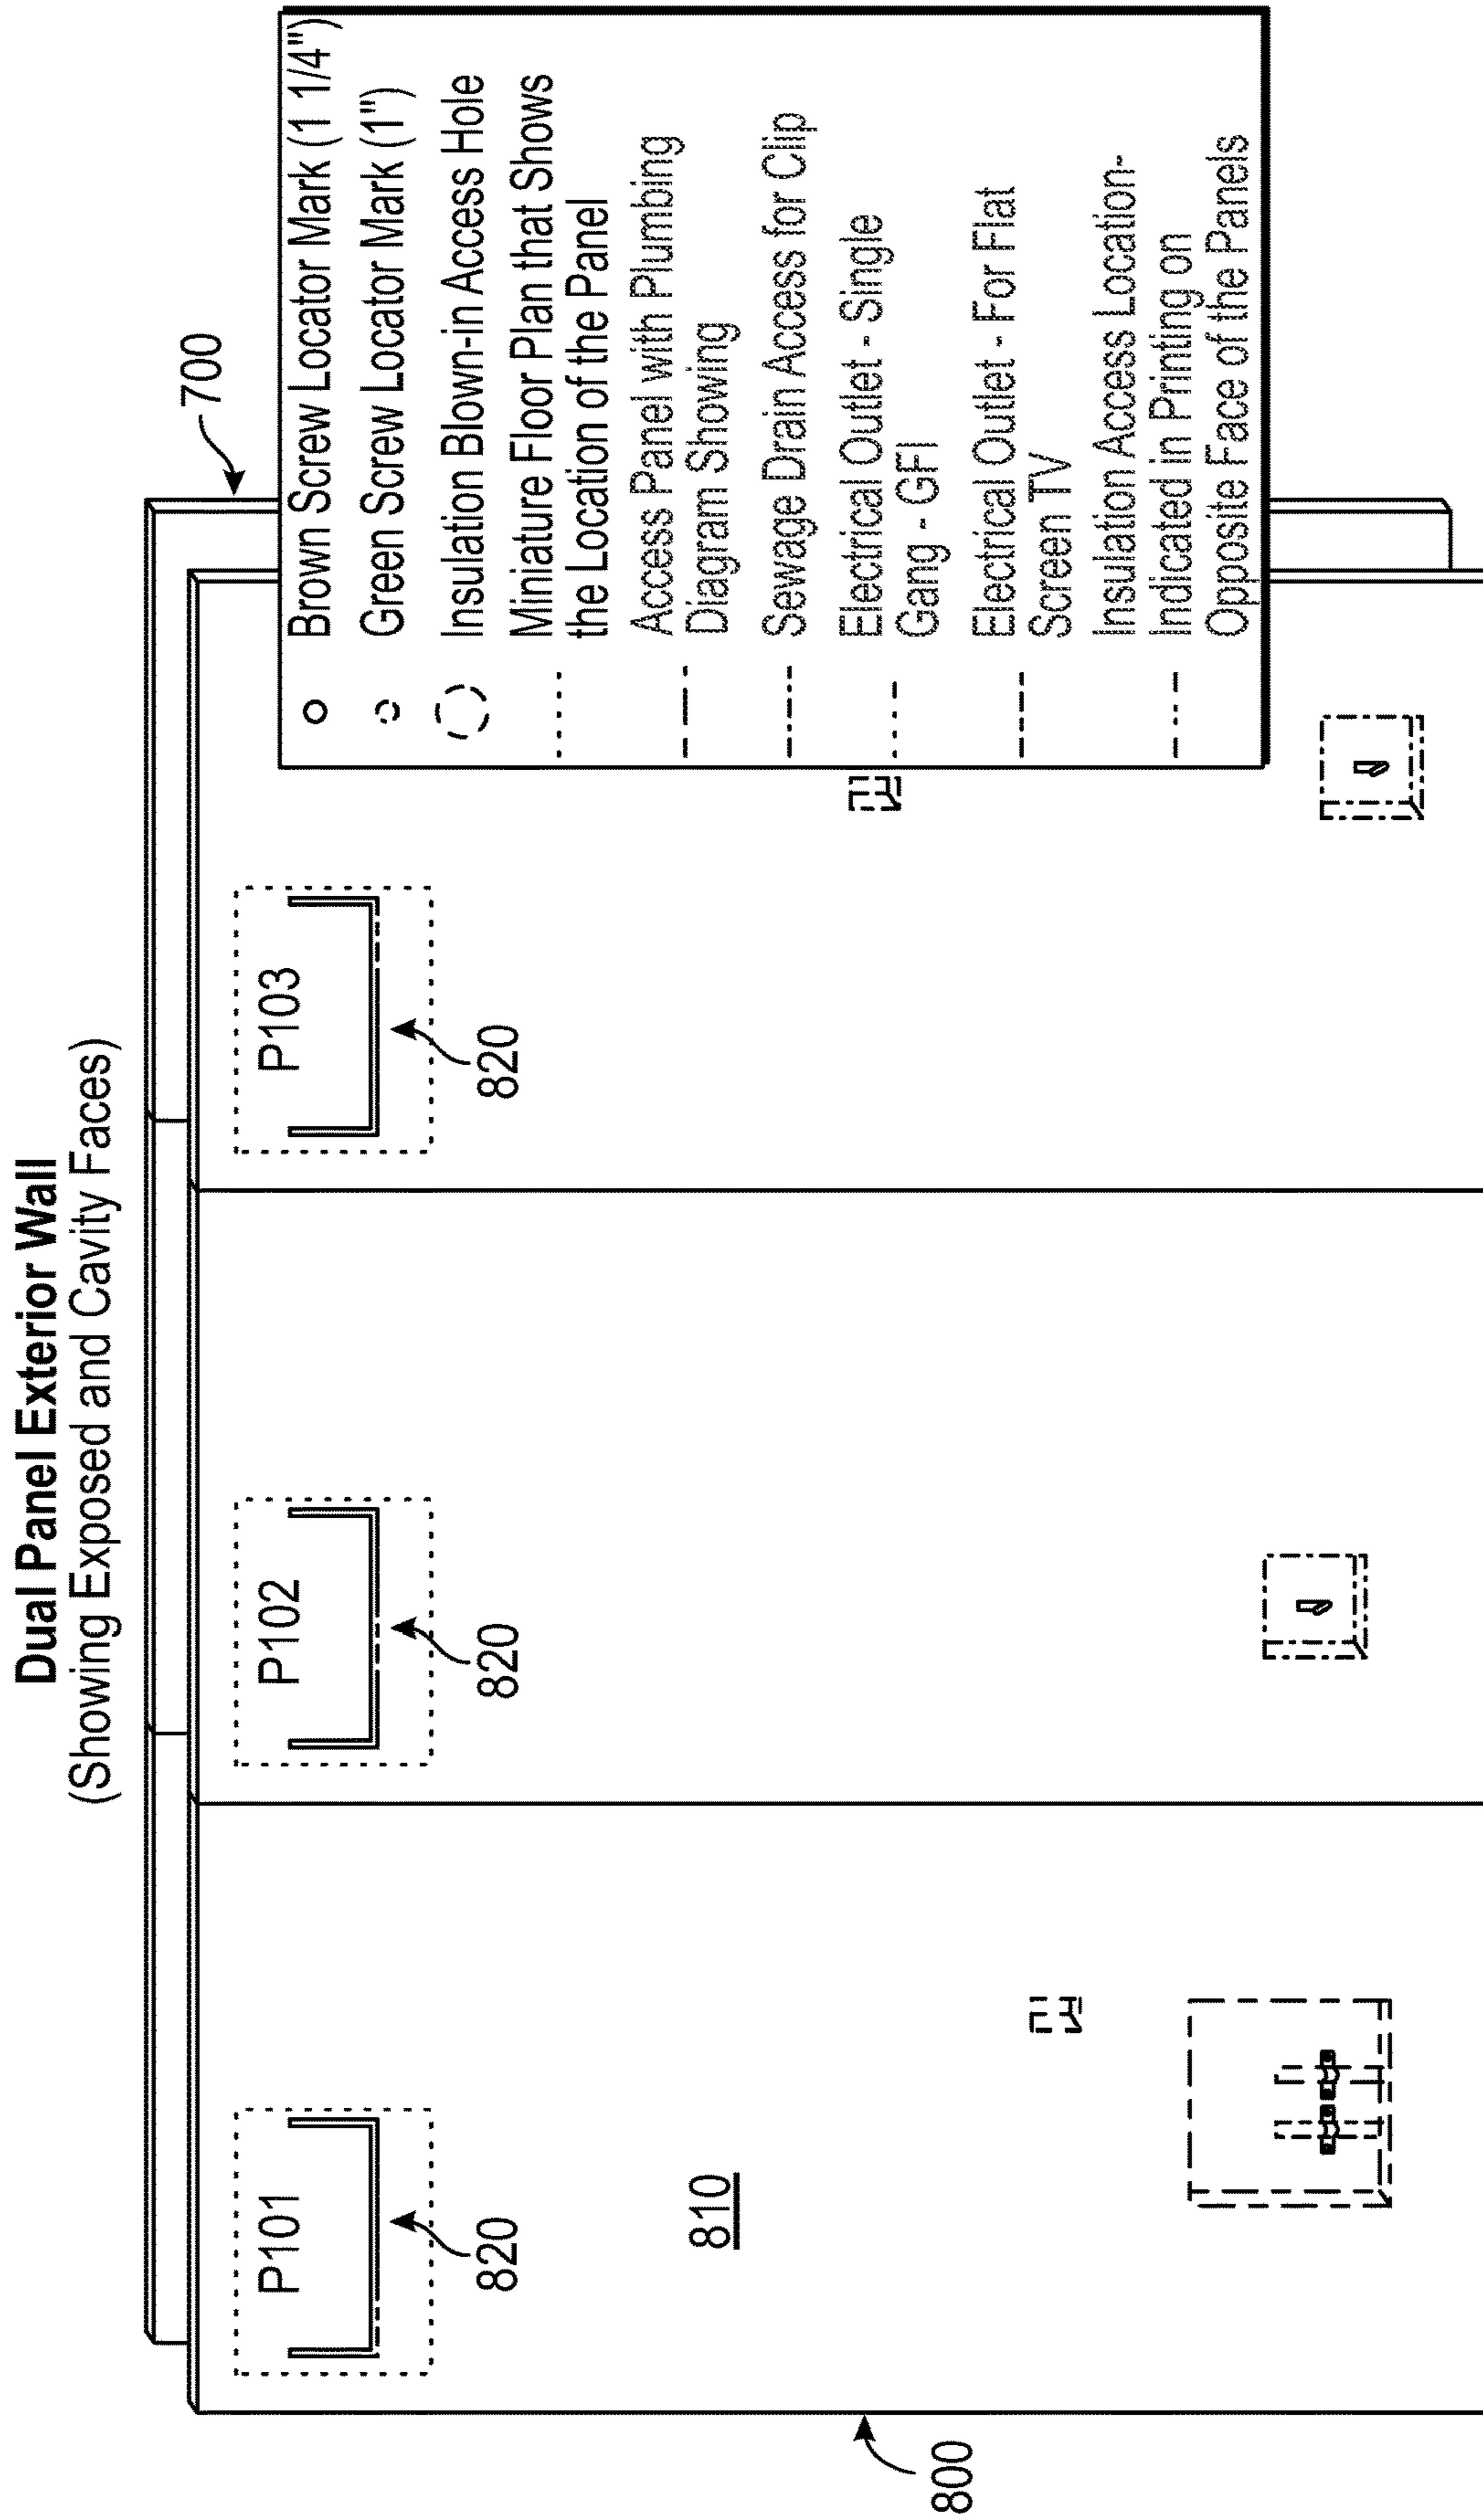 Dual Panel Exterior Wall
(Showing Exposed and Cavity Faces)
700
Brown Screw Locator Mark (1 1/4")
Green Screw Locator Mark (1")
Insulation Blown-in Access Hole
Miniature Floor Plan that Shows
the Location of the Panel
Access Panel with Plumbing
Diagram Showing
Sewage Drain Access for Clip
Electrical Outlet - Single
Gang - GFI
Electrical Outlet - For Flat
Screen TV
Insulation Access Location-
Indicated in Printing on
Opposite Face of the Panels
P101
P102
P103
820
820
820
810
800